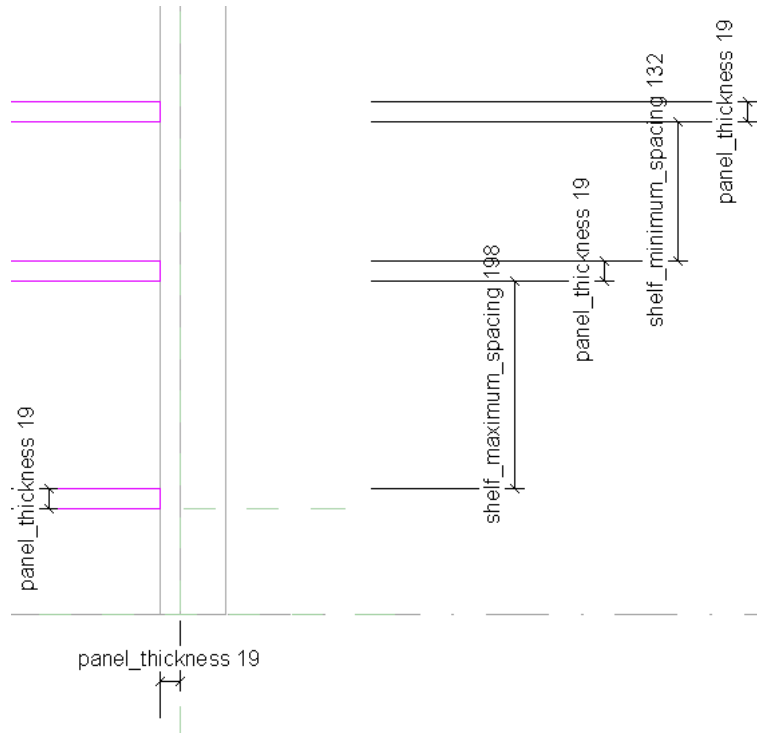 panel_thickness 19
shelf_minimum_spacing 132
panel_thickness 19
shelf_maximum_spacing 198
panel_thickness 19
panel_thickness 19